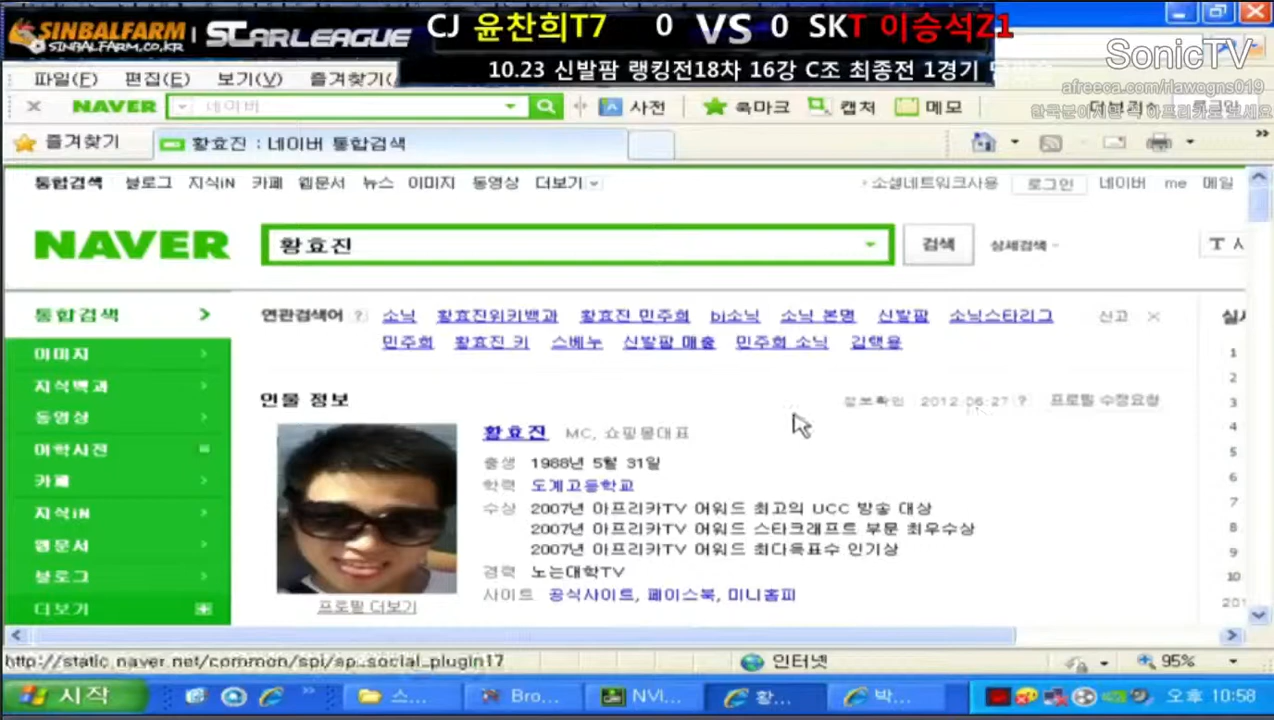 SINBALFARM
SINBALFARM.CO.KR
STARLEAGUE
CJ 윤찬희T7 0 VS 0 SKT 이승석Z1
10.23 신발팜 랭킹전18차 16강 C조 최종전 1경기
SonicTV
afreeca.com/rlawogns019
파일(F) 편집(E) 보기(V) 즐겨찾기(
NAVER 네이버 사전 북마크 캡처 메모
즐겨찾기 황효진 : 네이버 통합검색
통합검색 블로그 지식iN 카페 웹문서 뉴스 이미지 동영상 더보기 소셜네트워크사용 로그인 네이버 me 메일
NAVER 황효진 검색 상세검색
통합검색
이미지
지식백과
동영상
어학사전
카페
지식iN
웹문서
블로그
더보기
연관검색어 ? 소닉 황효진위키백과 황효진 민주희 bj소닉 소닉 본명 신발팜 소닉스타리그 신고
민주희 황효진 키 스베누 신발팜 매출 민주희 소닉 김택용
인물 정보 정보확인 2012.06.27 ? 프로필 수정요청
황효진 MC, 쇼핑몰대표
출생 1988년 5월 31일
학력 도계고등학교
수상 2007년 아프리카TV 어워드 최고의 UCC 방송 대상
2007년 아프리카TV 어워드 스타크래프트 부문 최우수상
2007년 아프리카TV 어워드 최다득표수 인기상
경력 노는대학TV
사이트 공식사이트, 페이스북, 미니홈피
프로필 더보기
1
2
3
4
5
6
7
8
9
10
http://static.naver.net/common/spi/sp_social_plugin17 인터넷 95%
시작 스... Bro... NVI... 황... 박... 오후 10:58